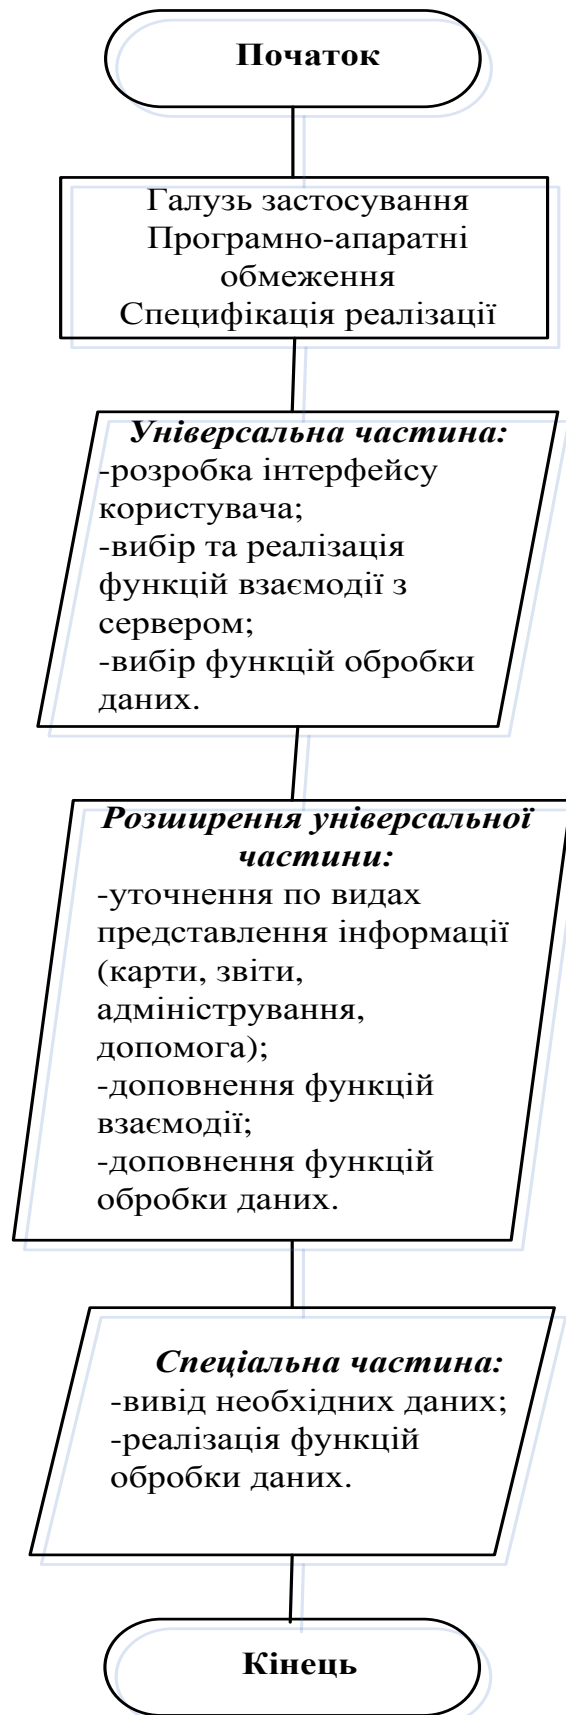 Початок
Галузь застосування
Програмно-апаратні
обмеження
Специфікація реалізації
Універсальна частина:
-розробка інтерфейсу
користувача;
-вибір та реалізація
функцій взаємодії з
сервером;
-вибір функцій обробки
даних.
Розширення універсальної
частини:
-уточнення по видах
представлення інформації
(карти, звіти,
адміністрування,
допомога);
-доповнення функцій
взаємодії;
-доповнення функцій
обробки даних.
Спеціальна частина:
-вивід необхідних даних;
-реалізація функцій
обробки даних.
Кінець